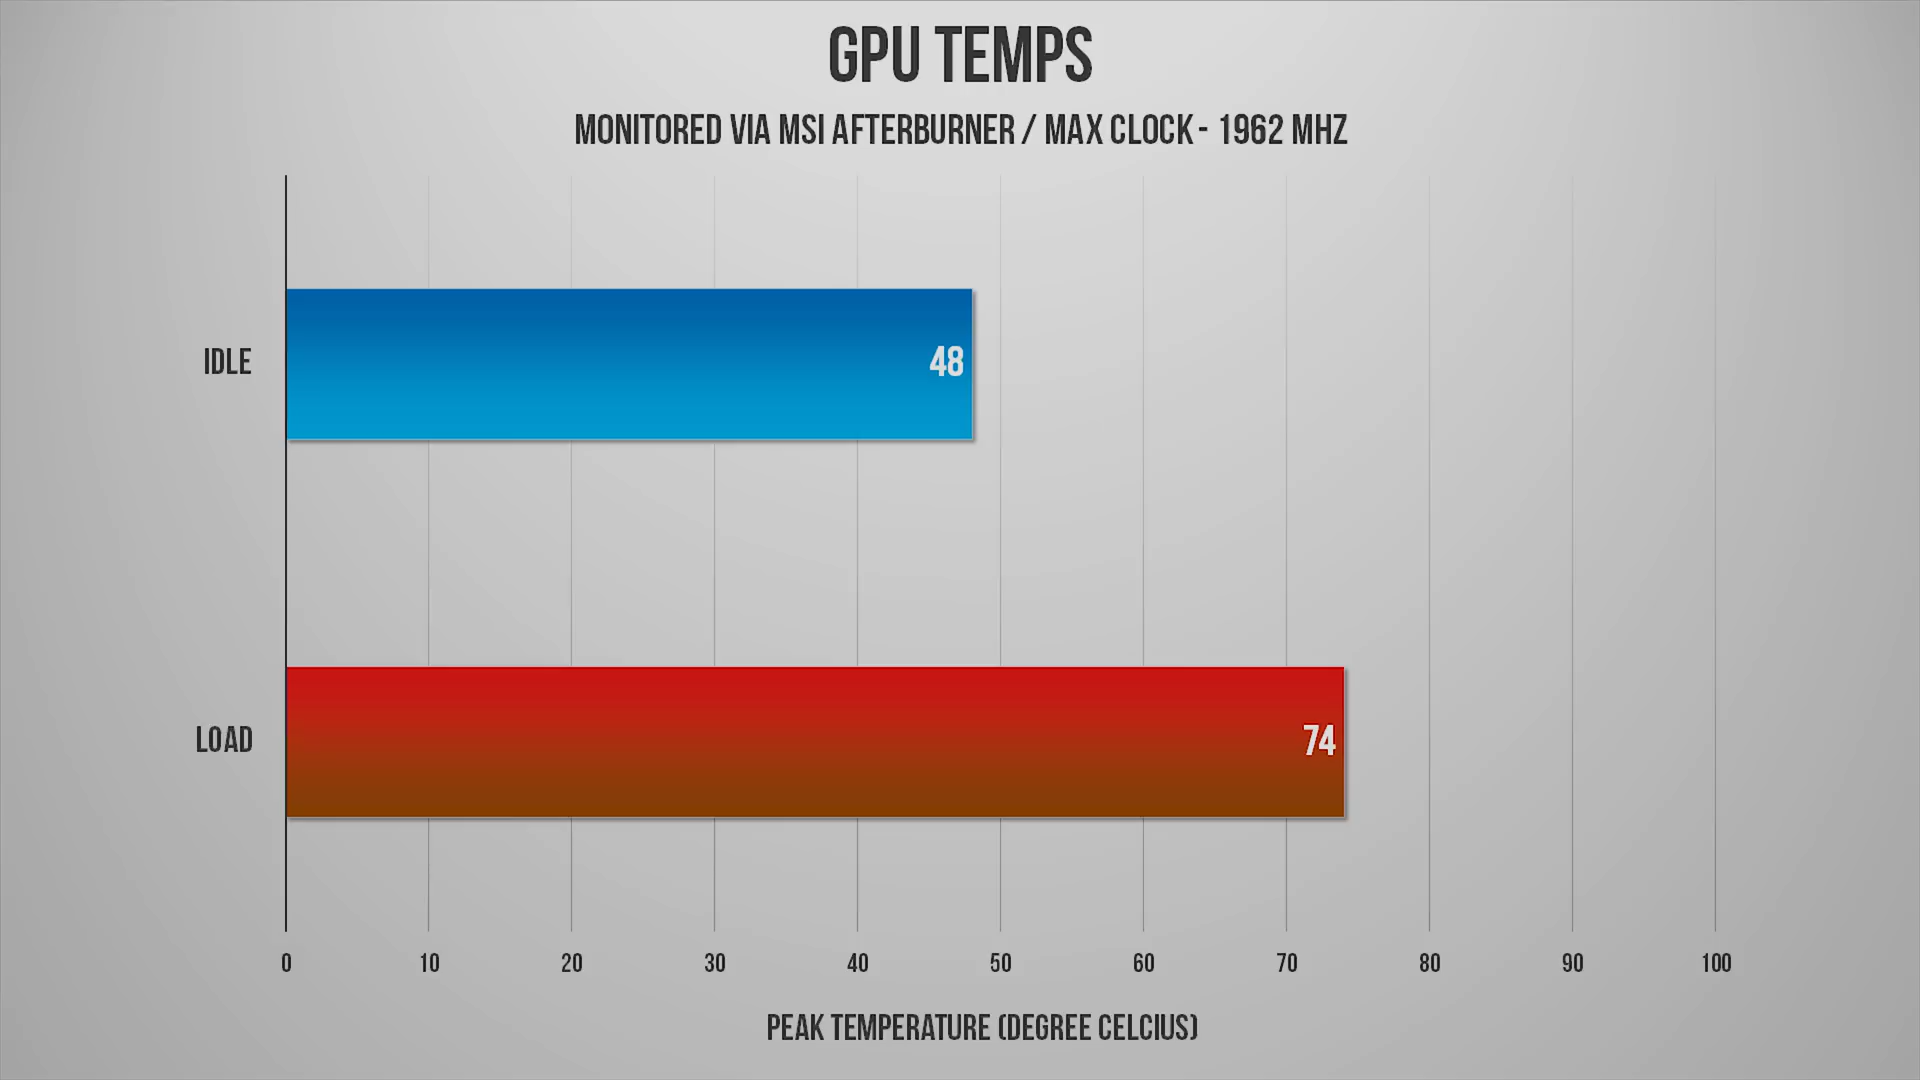 GPU TEMPS
MONITORED VIA MSI AFTERBURNER / MAX CLOCK - 1962 MHZ
IDLE
48
LOAD
74
0 10 20 30 40 50 60 70 80 90 100
PEAK TEMPERATURE (DEGREE CELCIUS)